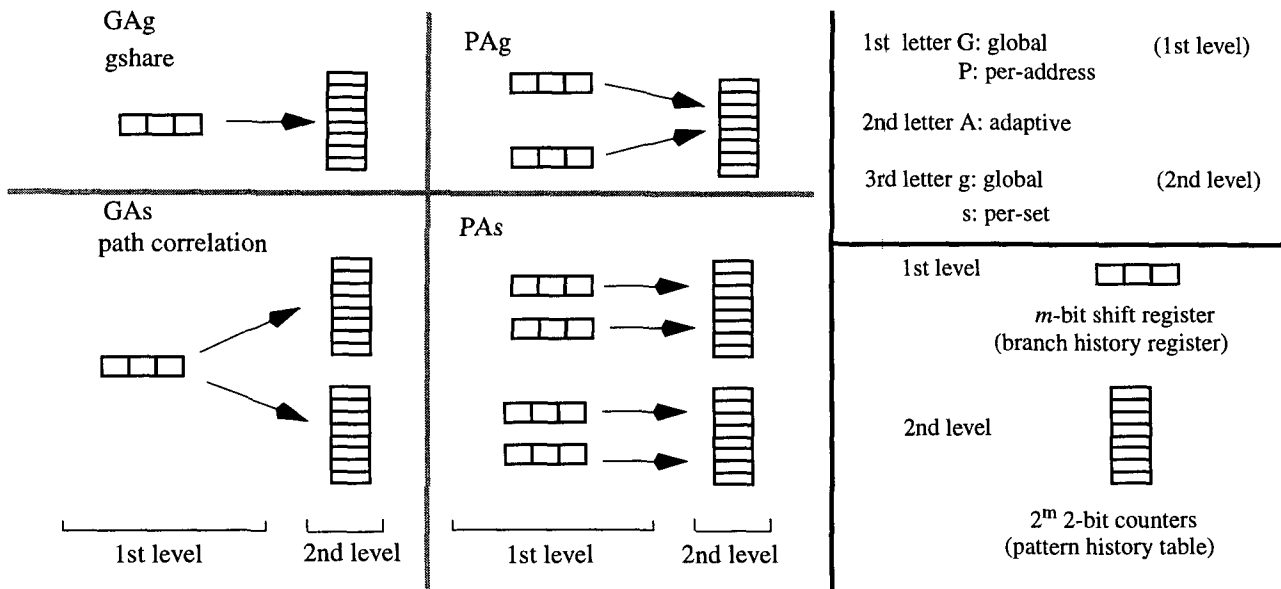 GAg
gshare
PAg
GAs
path correlation
PAs
1st level
2nd level
1st level
2nd level
1st letter G: global (1st level)
P: per-address
2nd letter A: adaptive
3rd letter g: global (2nd level)
s: per-set
1st level
m-bit shift register
(branch history register)
2nd level
2^m 2-bit counters
(pattern history table)